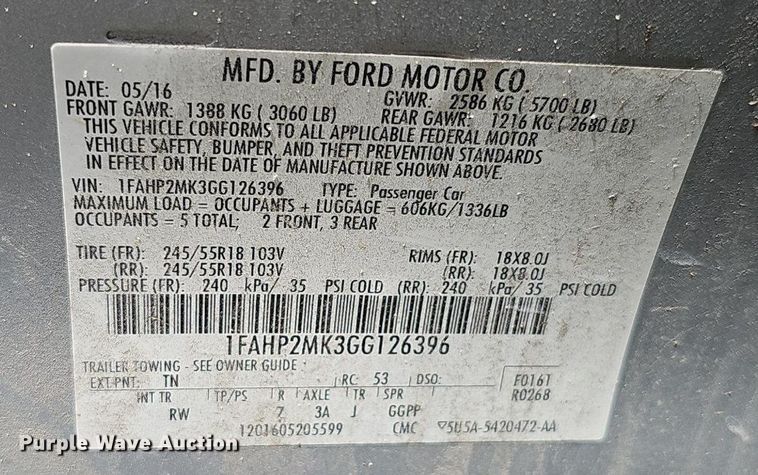 MFD. BY FORD MOTOR CO.
DATE: 05/16 GVWR: 2586 KG ( 5700 LB)
FRONT GAWR: 1388 KG ( 3060 LB) REAR GAWR: 1216 KG ( 2680 LB)
THIS VEHICLE CONFORMS TO ALL APPLICABLE FEDERAL MOTOR
VEHICLE SAFETY, BUMPER, AND THEFT PREVENTION STANDARDS
IN EFFECT ON THE DATE OF MANUFACTURE SHOWN ABOVE.
VIN: 1FAHP2MK3GG126396 TYPE: Passenger Car
MAXIMUM LOAD = OCCUPANTS + LUGGAGE = 606KG/1336LB
OCCUPANTS = 5 TOTAL; 2 FRONT, 3 REAR
TIRE (FR): 245/55R18 103V RIMS (FR): 18X8.0J
(RR): 245/55R18 103V (RR): 18X8.0J
PRESSURE (FR): 240 kPa/ 35 PSI COLD (RR): 240 kPa/ 35 PSI COLD
1FAHP2MK3GG126396
TRAILER TOWING - SEE OWNER GUIDE
EXT PNT: TN RC: 53 DSO: F0161
INT TR TP/PS R AXLE TR SPR R0268
RW 7 3A J GGPP
1201605205599 CMC ▽5U5A-5420472-AA
Purple Wave Auction